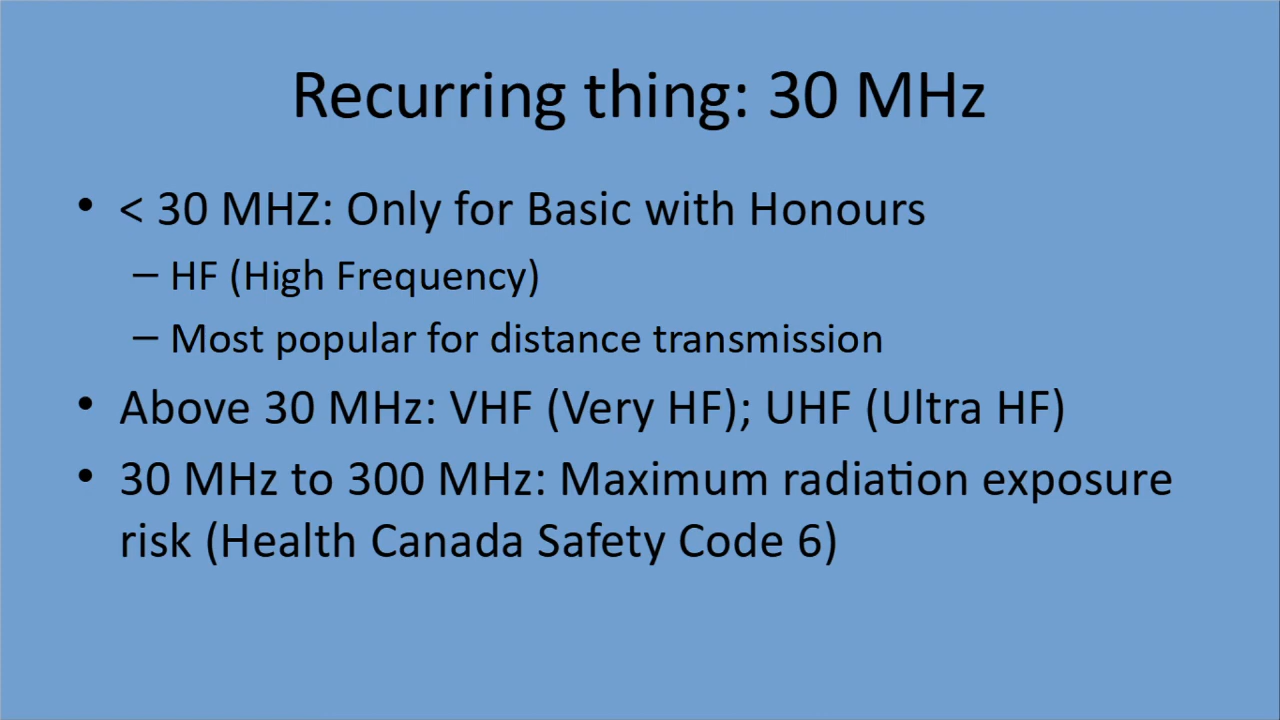 Recurring thing: 30 MHz
• < 30 MHZ: Only for Basic with Honours
– HF (High Frequency)
– Most popular for distance transmission
• Above 30 MHz: VHF (Very HF); UHF (Ultra HF)
• 30 MHz to 300 MHz: Maximum radiation exposure
risk (Health Canada Safety Code 6)